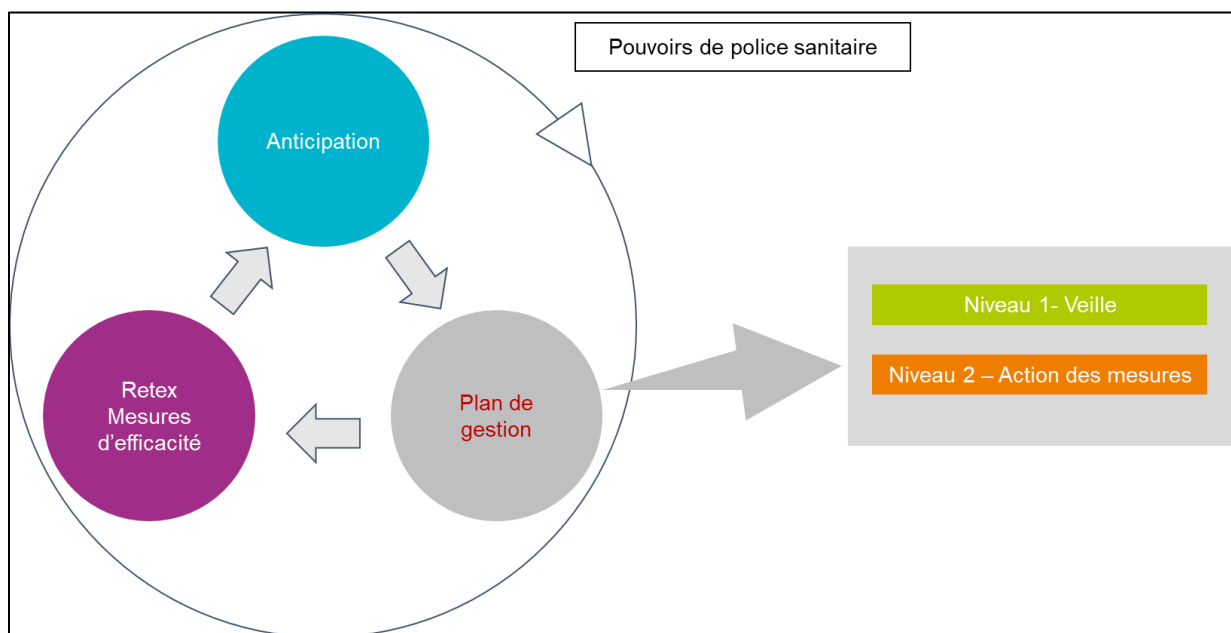 Pouvoirs de police sanitaire
Anticipation
Retex
Mesures
d'efficacité
Plan de
gestion
Niveau 1- Veille
Niveau 2 – Action des mesures